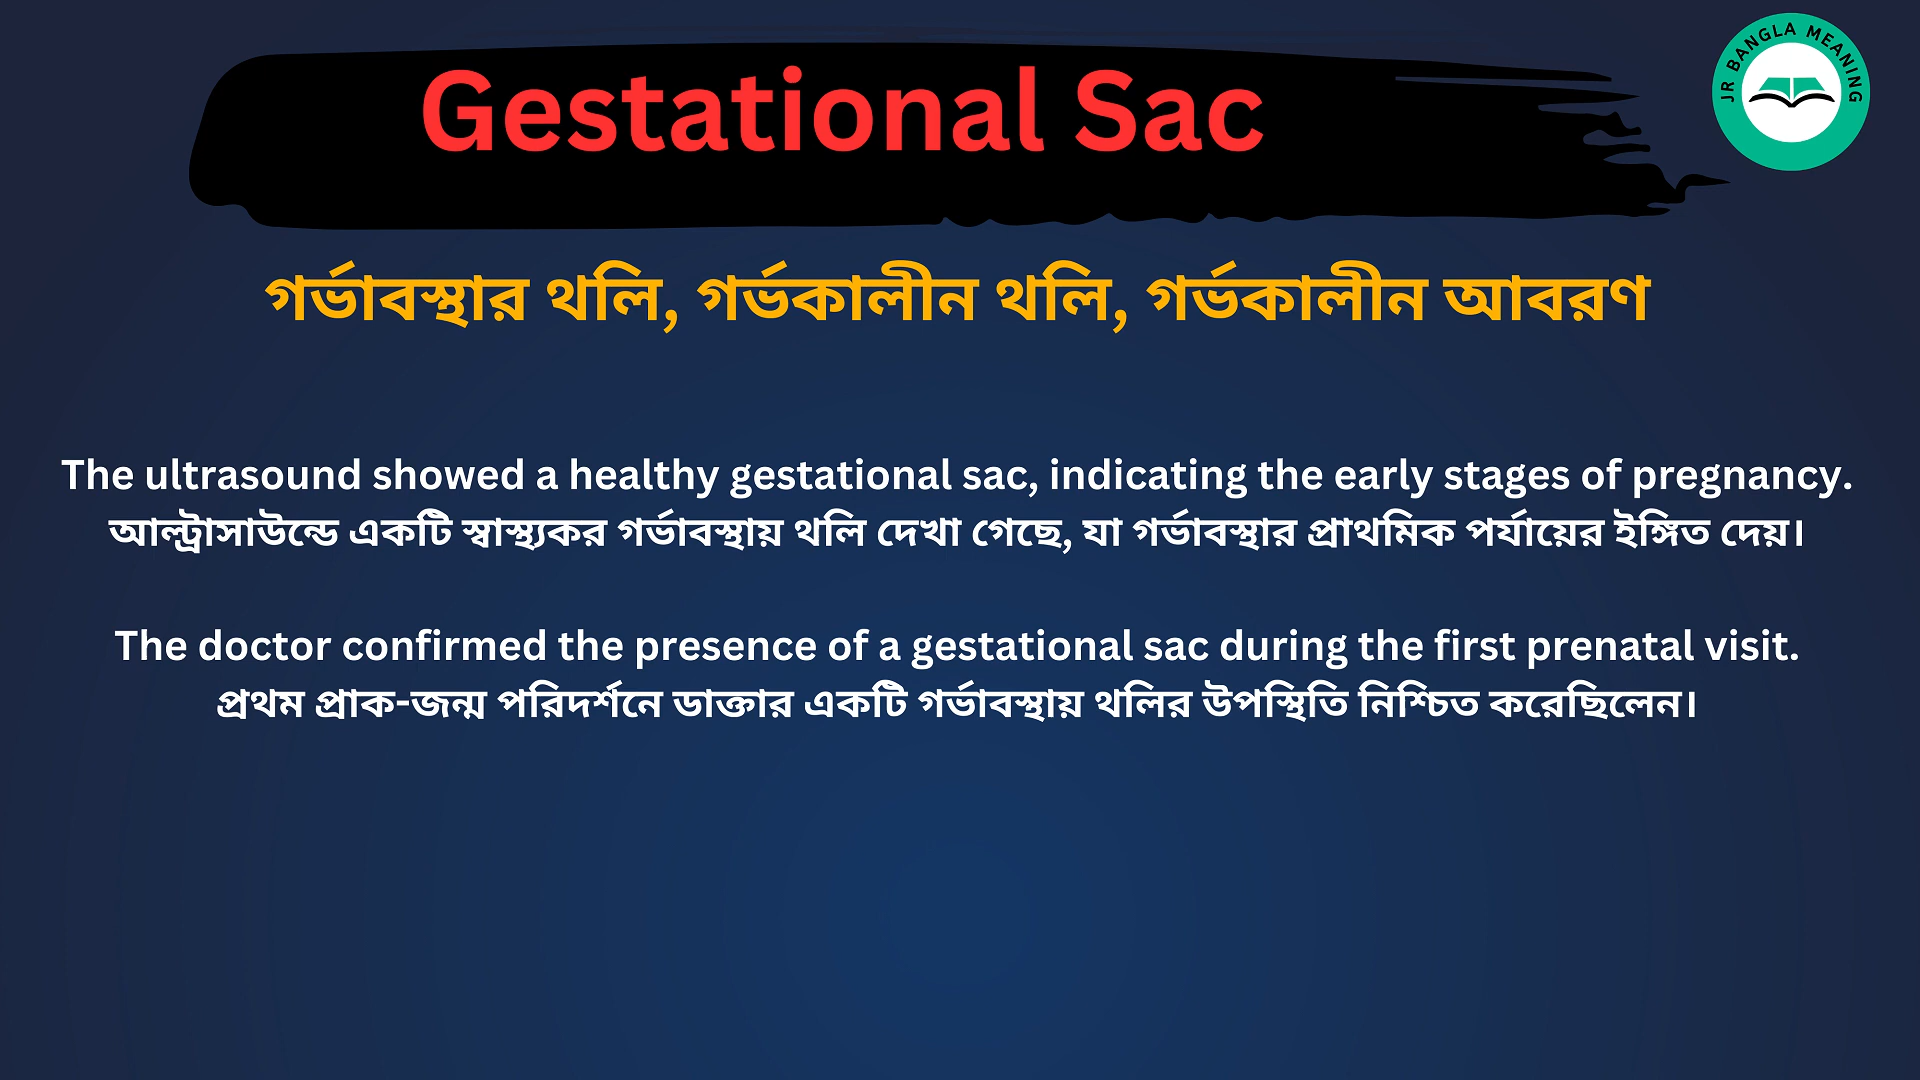 Gestational Sac
JR BANGLA MEANING
গর্ভাবস্থার থলি, গর্ভকালীন থলি, গর্ভকালীন আবরণ
The ultrasound showed a healthy gestational sac, indicating the early stages of pregnancy.
আল্ট্রাসাউন্ডে একটি স্বাস্থ্যকর গর্ভাবস্থায় থলি দেখা গেছে, যা গর্ভাবস্থার প্রাথমিক পর্যায়ের ইঙ্গিত দেয়।
The doctor confirmed the presence of a gestational sac during the first prenatal visit.
প্রথম প্রাক-জন্ম পরিদর্শনে ডাক্তার একটি গর্ভাবস্থায় থলির উপস্থিতি নিশ্চিত করেছিলেন।